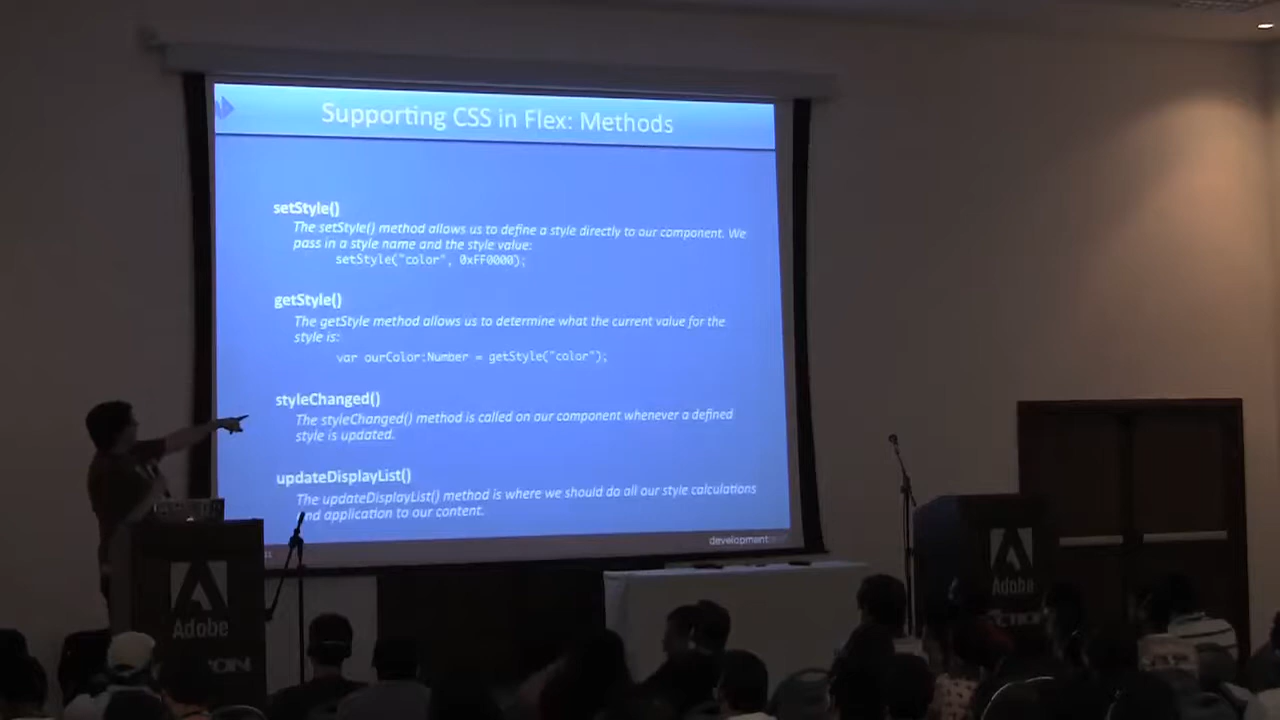 Supporting CSS in Flex: Methods
setStyle()
The setStyle() method allows us to define a style directly to our component. We
pass in a style name and the style value:
setStyle("color", 0xFF0000);
getStyle()
The getStyle method allows us to determine what the current value for the
style is:
var ourColor:Number = getStyle("color");
styleChanged()
The styleChanged() method is called on our component whenever a defined
style is updated.
updateDisplayList()
The updateDisplayList() method is where we should do all our style calculations
and application to our content.
development
Adobe
Adobe